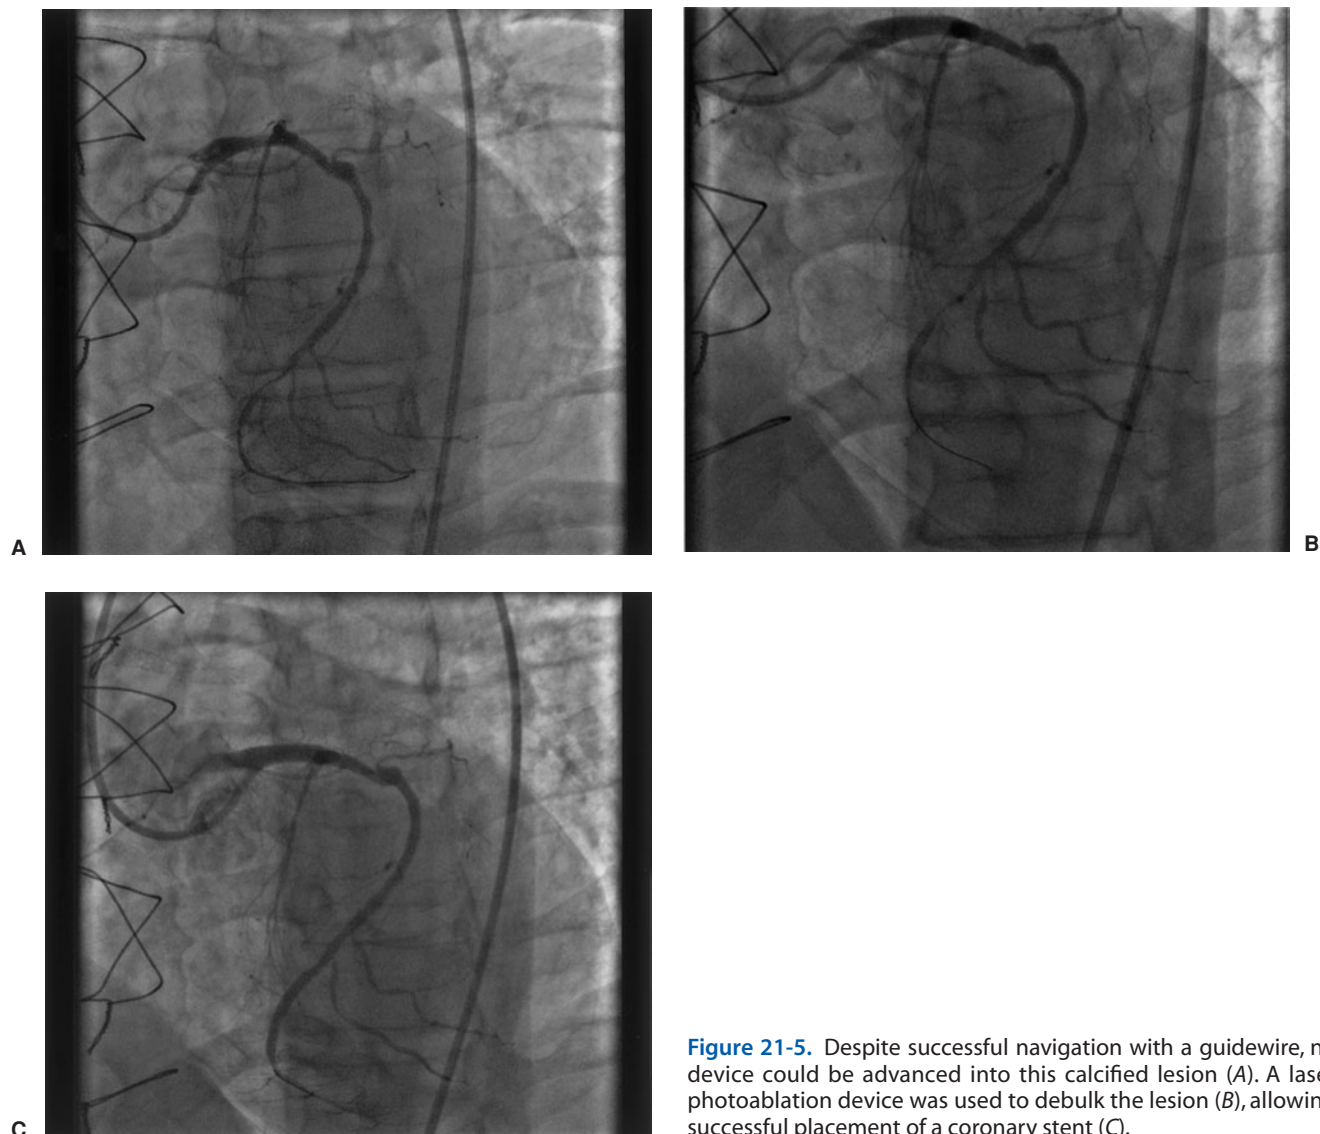 A
B
C
Figure 21-5. Despite successful navigation with a guidewire, n
device could be advanced into this calcified lesion (A). A lase
photoablation device was used to debulk the lesion (B), allowin
successful placement of a coronary stent (C).